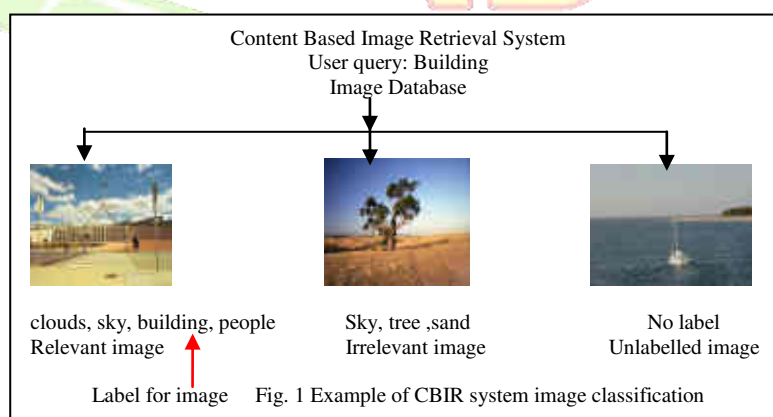 Content Based Image Retrieval System
User query: Building
Image Database
clouds, sky, building, people
Relevant image
Sky, tree ,sand
Irrelevant image
No label
Unlabelled image
Label for image
Fig. 1 Example of CBIR system image classification